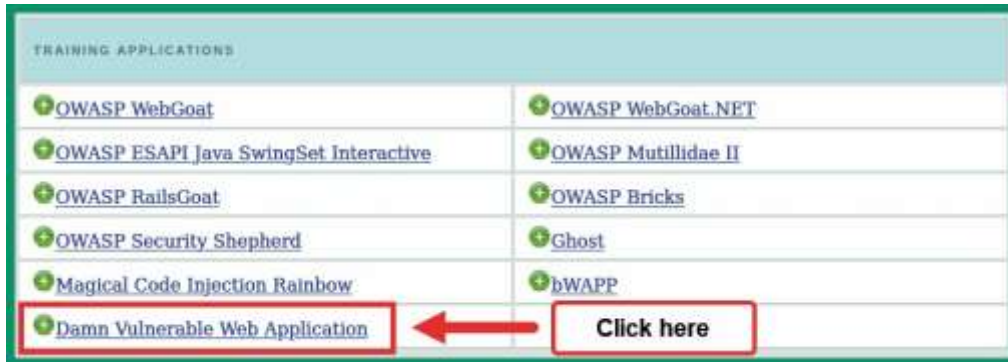 TRAINING APPLICATIONS
OWASP WebGoat
OWASP WebGoat.NET
OWASP ESAPI Java SwingSet Interactive
OWASP Mutillidae II
OWASP RailsGoat
OWASP Bricks
OWASP Security Shepherd
Ghost
Magical Code Injection Rainbow
bWAPP
Damn Vulnerable Web Application
Click here